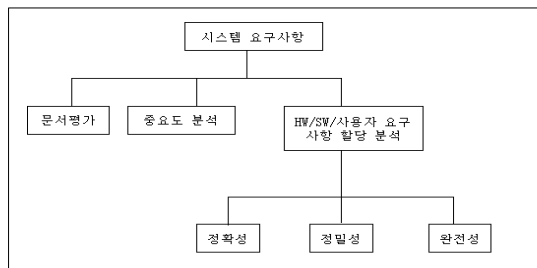 시스템 요구사항
문서평가
중요도 분석
HW/SW/사용자 요구
사항 할당 분석
정확성
정밀성
완전성